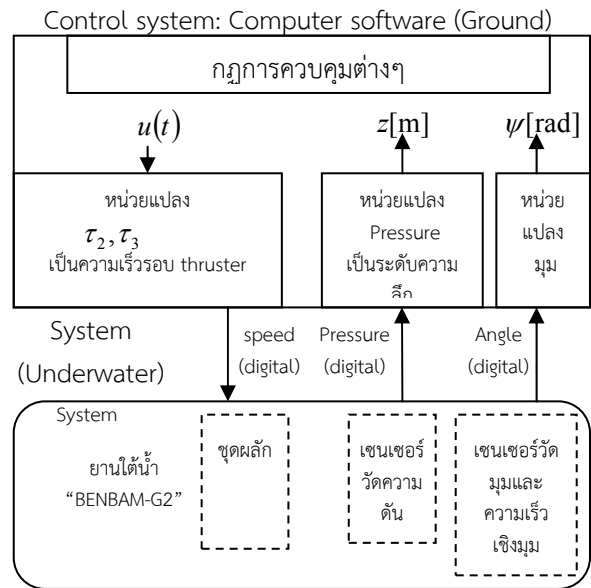 Control system: Computer software (Ground)
กฎการควบคุมต่างๆ
u(t)
z[m]
ψ[rad]
หน่วยแปลง
τ₂,τ₃
เป็นความเร็วรอบ thruster
หน่วยแปลง
Pressure
เป็นระดับความ
ลึก
หน่วย
แปลง
มุม
System
(Underwater)
speed
(digital)
Pressure
(digital)
Angle
(digital)
System
ยานใต้น้ำ
“BENBAM-G2”
ชุดผลัก
เซนเซอร์
วัดความ
ดัน
เซนเซอร์วัด
มุมและ
ความเร็ว
เชิงมุม